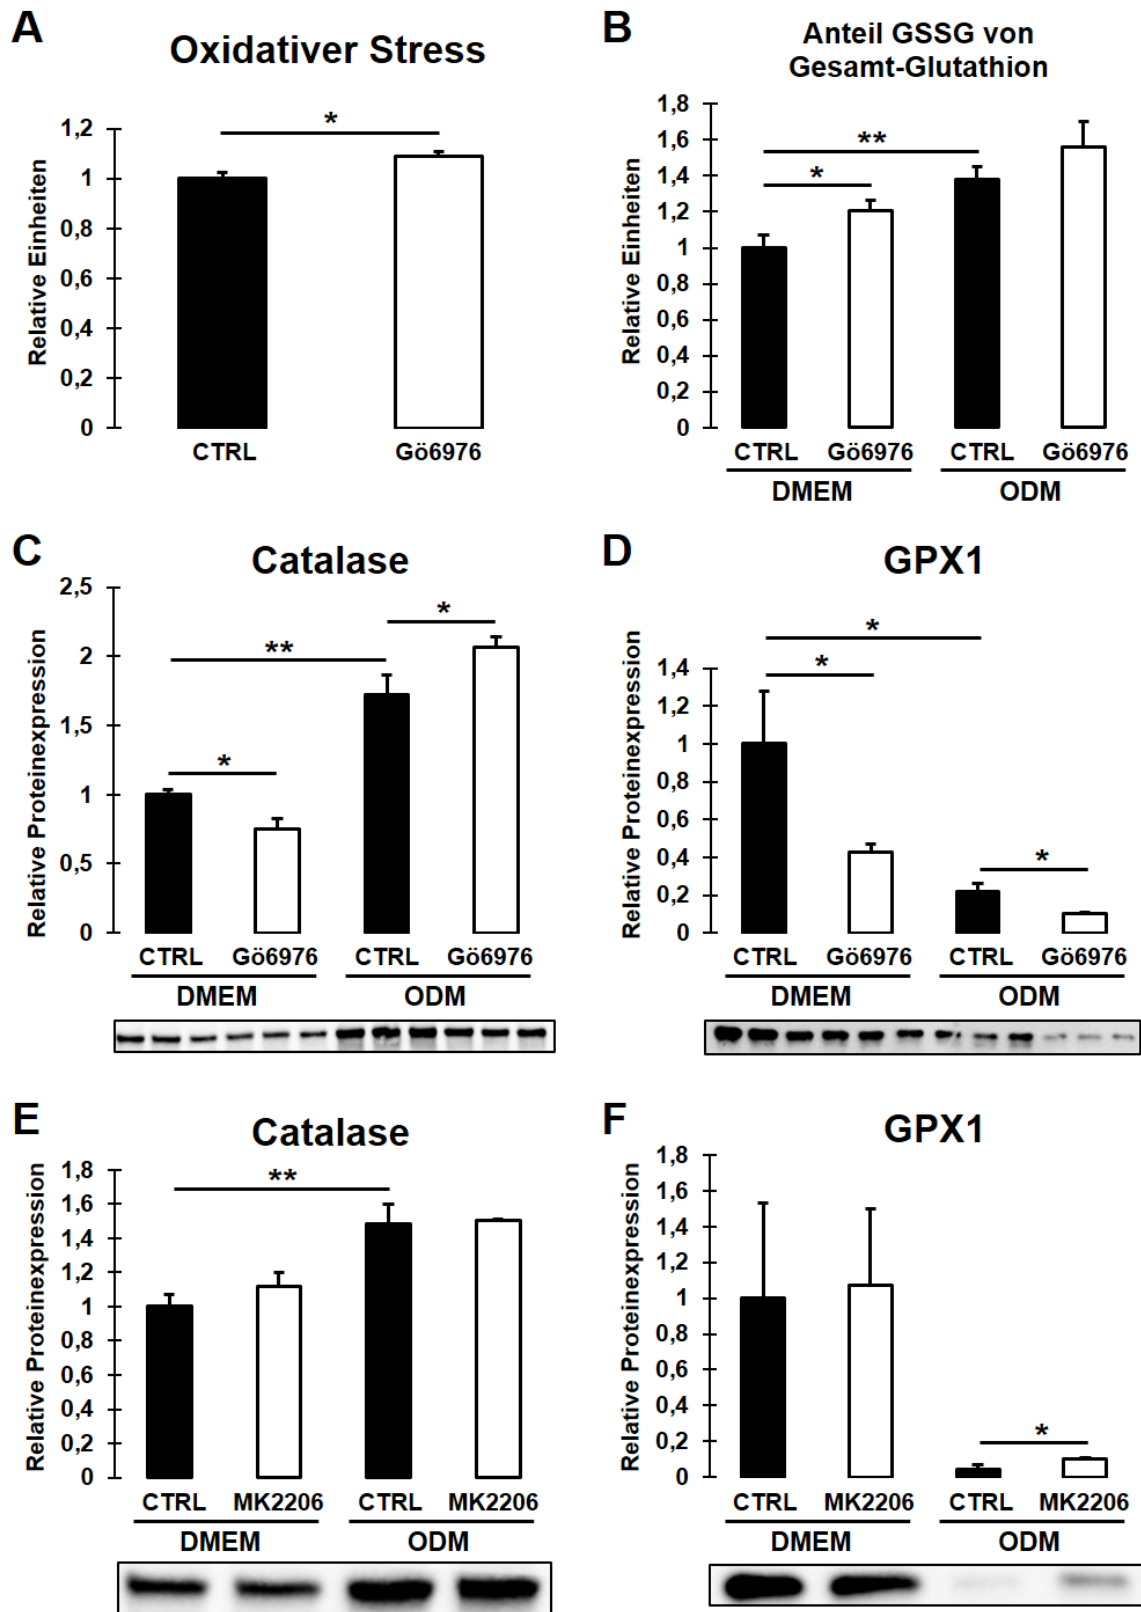 A
Oxidativer Stress
Relative Einheiten
*
1,2
1
0,8
0,6
0,4
0,2
0
CTRL Gö6976
B
Anteil GSSG von
Gesamt-Glutathion
Relative Einheiten
1,8
1,6
1,4
1,2
1
0,8
0,6
0,4
0,2
0
**
*
CTRL Gö6976 CTRL Gö6976
DMEM ODM
C
Catalase
Relative Proteinexpression
2,5
2
1,5
1
0,5
0
*
**
*
CTRL Gö6976 CTRL Gö6976
DMEM ODM
D
GPX1
Relative Proteinexpression
*
*
1,4
1,2
1
0,8
0,6
0,4
0,2
0
*
CTRL Gö6976 CTRL Gö6976
DMEM ODM
E
Catalase
Relative Proteinexpression
1,8
1,6
1,4
1,2
1
0,8
0,6
0,4
0,2
0
**
CTRL MK2206 CTRL MK2206
DMEM ODM
F
GPX1
Relative Proteinexpression
1,8
1,6
1,4
1,2
1
0,8
0,6
0,4
0,2
0
*
CTRL MK2206 CTRL MK2206
DMEM ODM